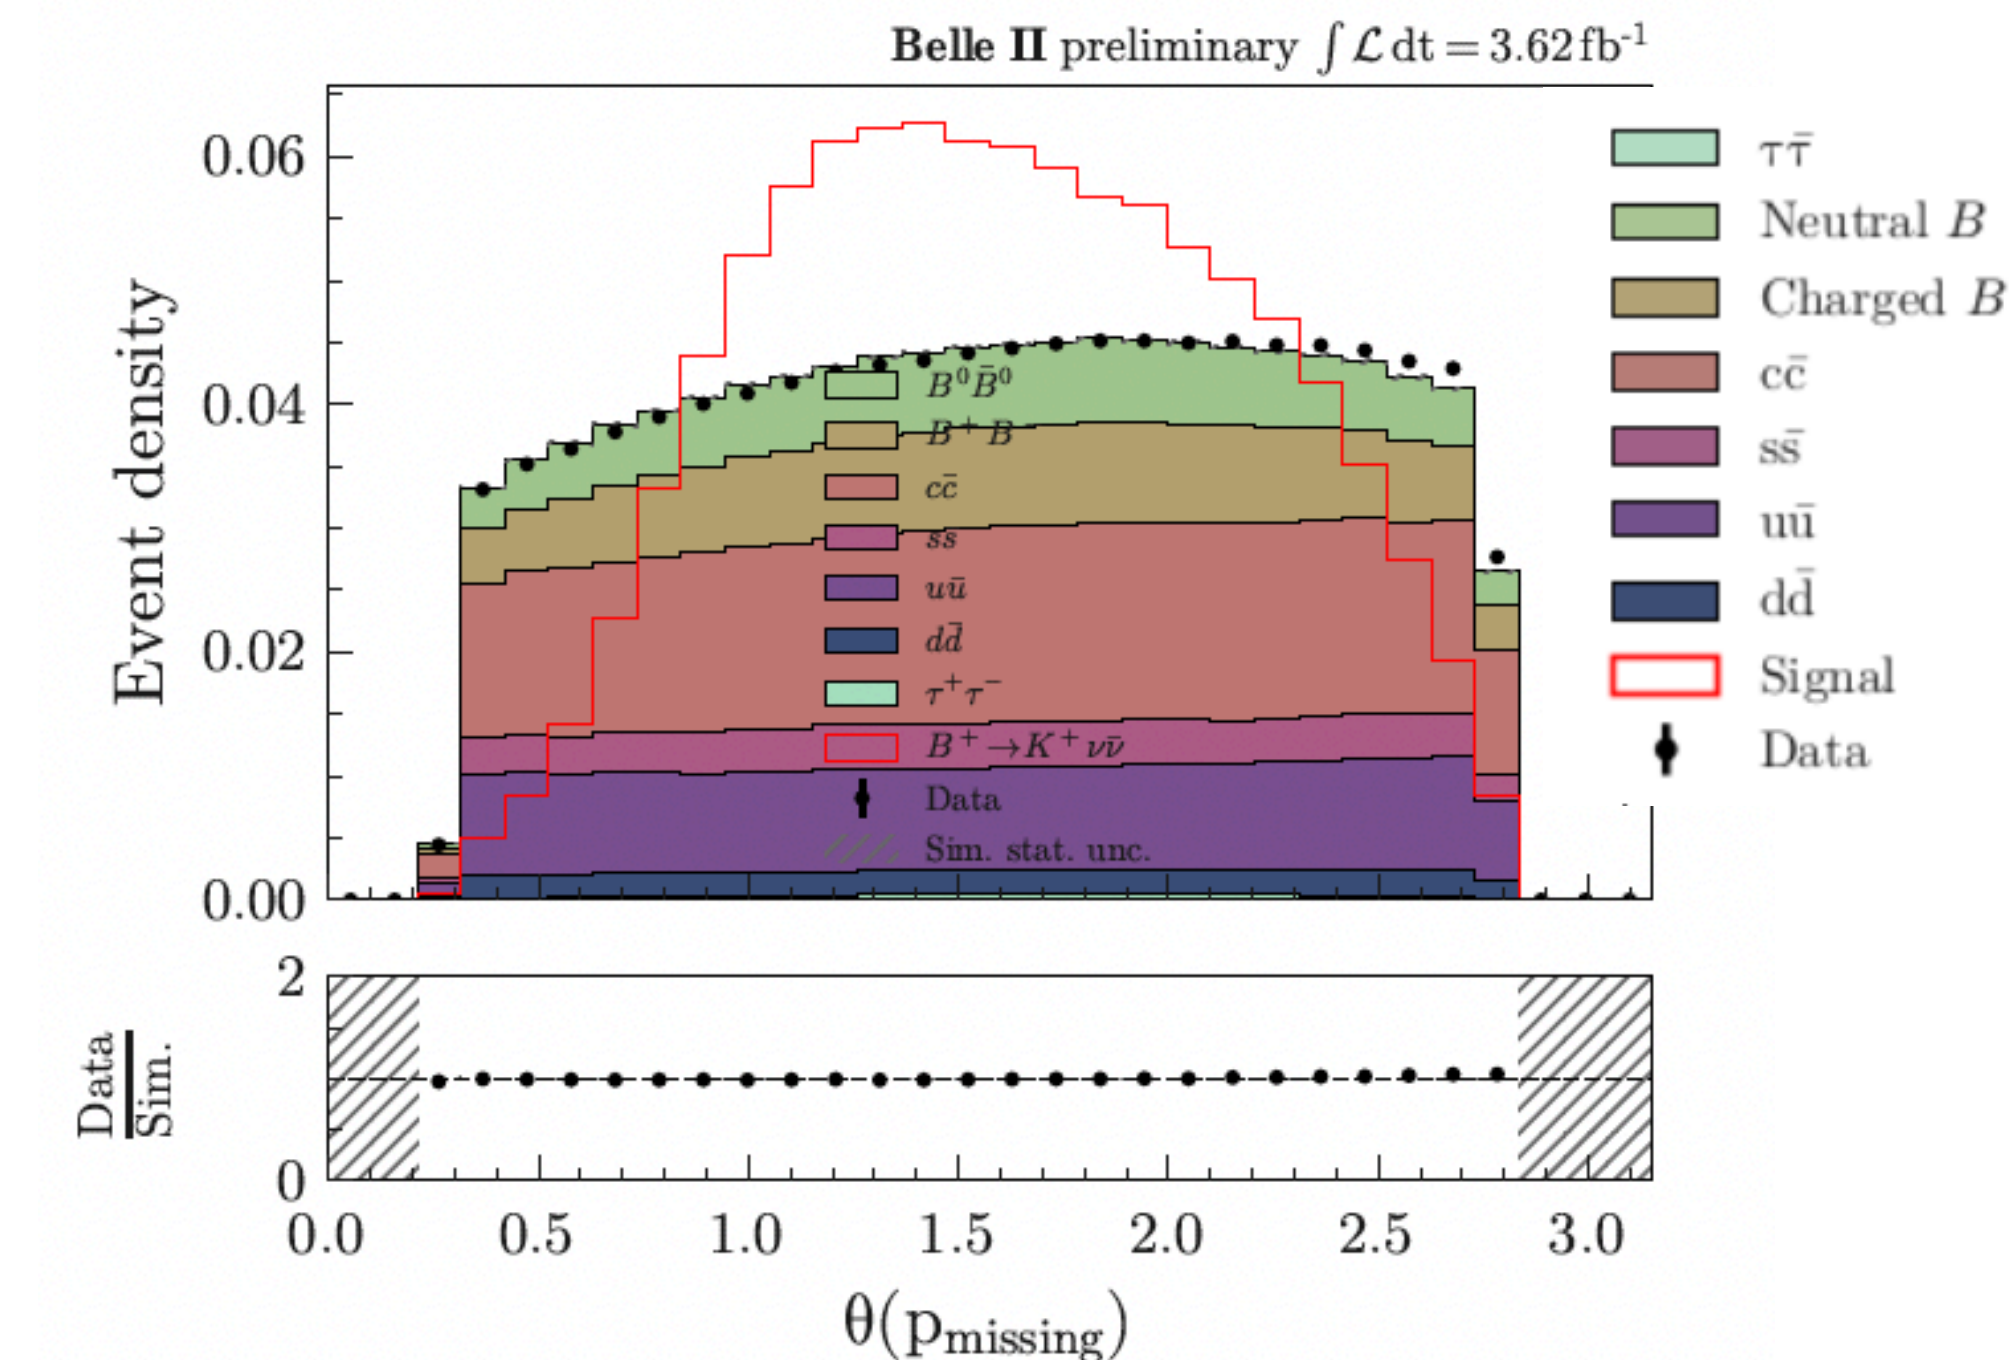 Belle II preliminary ∫ ℒ dt = 3.62 fb⁻¹
Event density
0.06
0.04
0.02
0.00
B⁰B̄⁰
B⁺B
cc̄
ss
uū
dd̄
τ⁺τ⁻
B⁺→K⁺νν̄
Data
Sim. stat. unc.
ττ̄
Neutral B
Charged B
cc̄
ss̄
uū
dd̄
Signal
Data
Data
Sim.
2
0
0.0 0.5 1.0 1.5 2.0 2.5 3.0
θ(pmissing)